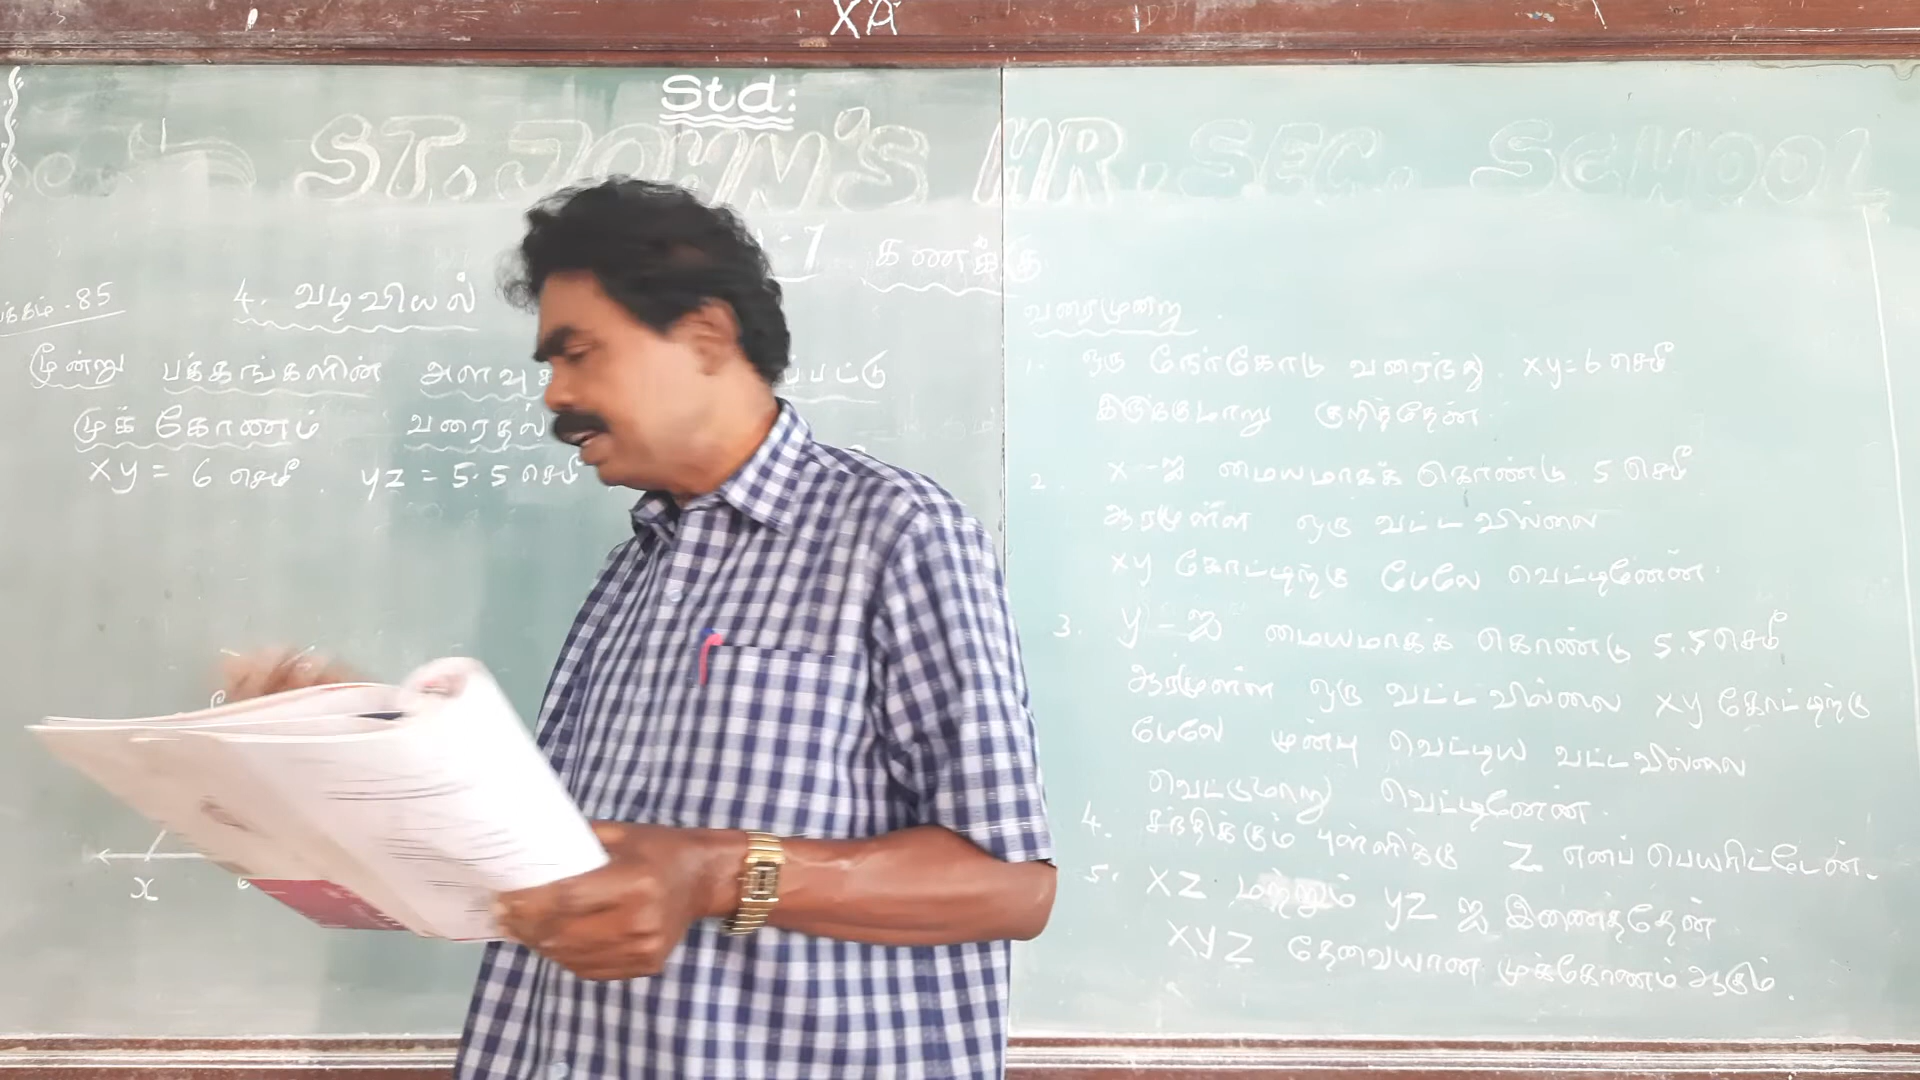 XA
Std:
ST. JOHN'S HR. SEC. SCHOOL
7 கணக்கு
பக்கம் - 85
4. வடிவியல்
மூன்று பக்கங்களின்
முக்கோணம் வரைதல்
xy = 6 செமீ yz = 5.5 செமீ
x
வரைமுறை
1. ஒரு நேர்கோடு வரைந்து. xy=6 செமீ
இருக்குமாறு குறித்தேன்.
2. x-ஐ மையமாகக் கொண்டு 5 செமீ
ஆரமுள்ள ஒரு வட்ட வில்லை
xy கோட்டிற்கு மேலே வெட்டினேன்.
3. y-ஐ மையமாகக் கொண்டு 5.5 செமீ
ஆரமுள்ள ஒரு வட்ட வில்லை xy கோட்டிற்கு
மேலே முன்பு வெட்டிய வட்டவில்லை
வெட்டுமாறு வெட்டினேன்.
4. சந்திக்கும் புள்ளிக்கு Z எனப் பெயரிட்டேன்.
5. XZ மற்றும் YZ ஐ இணைத்தேன்
XYZ தேவையான முக்கோணம் ஆகும்.